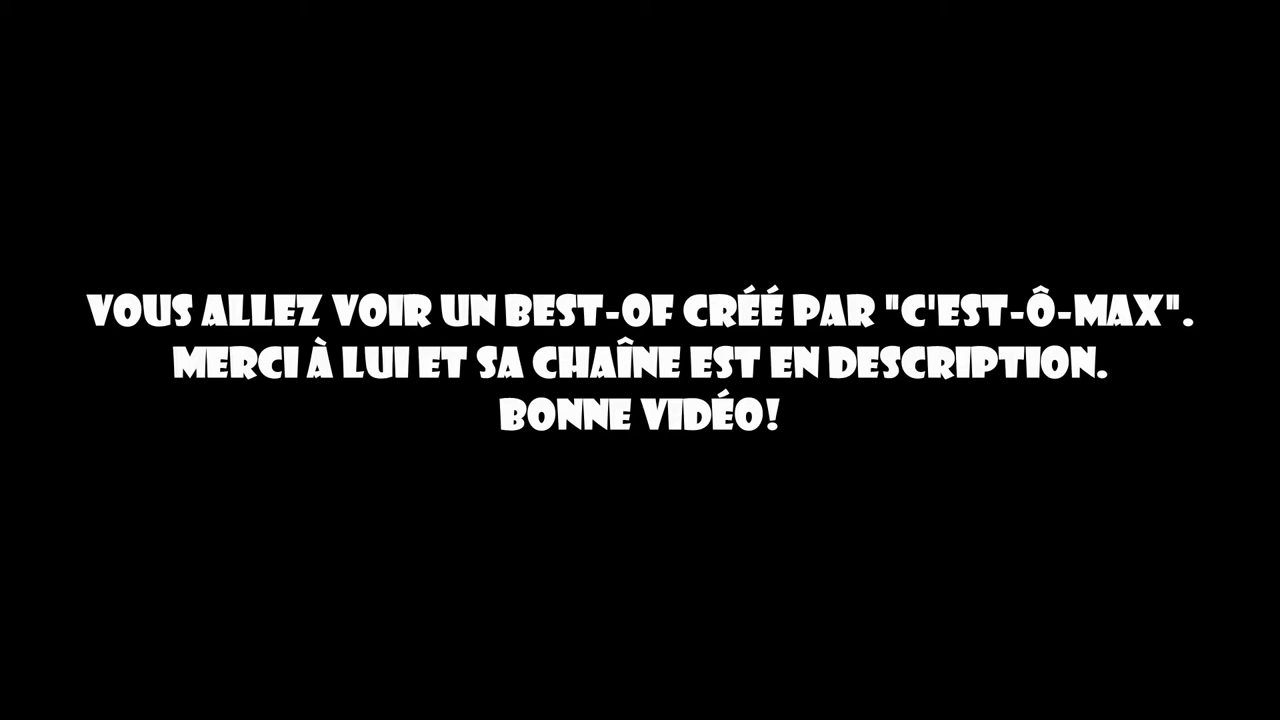 VOUS ALLEZ VOIR UN BEST-OF CRÉÉ PAR "C'EST-Ô-MAX".
MERCI À LUI ET SA CHAÎNE EST EN DESCRIPTION.
BONNE VIDÉO!